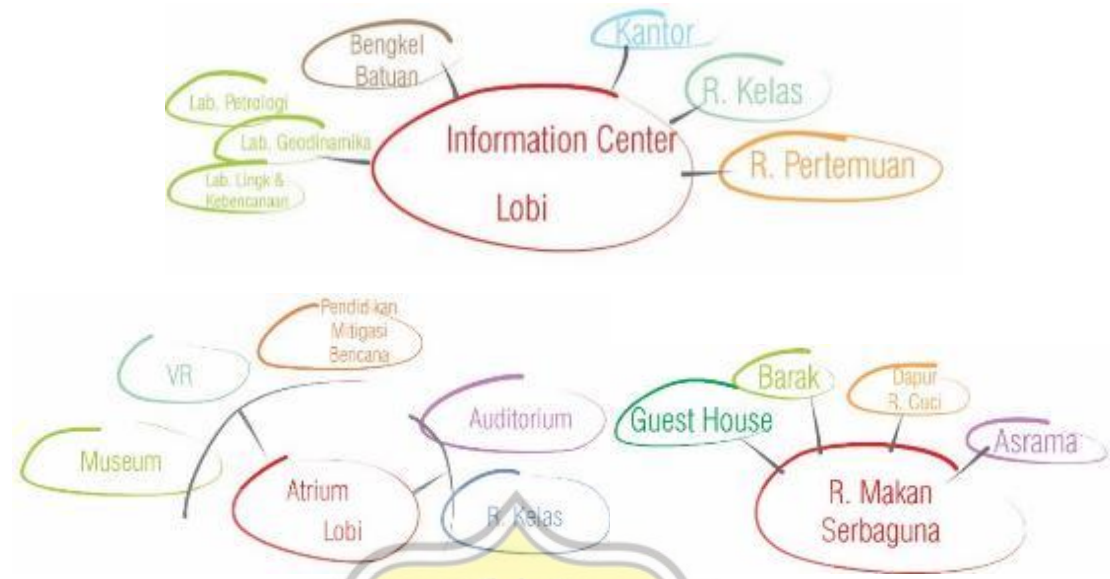 Bengkel
Batuan
Kantor
R. Kelas
Lab. Petrologi
Lab. Geodinamika
Lab. Lingk &
Kebencanaan
Information Center
Lobi
R. Pertemuan
Pendidikan
Mitigasi
Bencana
VR
Museum
Atrium
Lobi
Auditorium
R. Kelas
Guest House
Barak
Dapur
R. Cuci
Asrama
R. Makan
Serbaguna